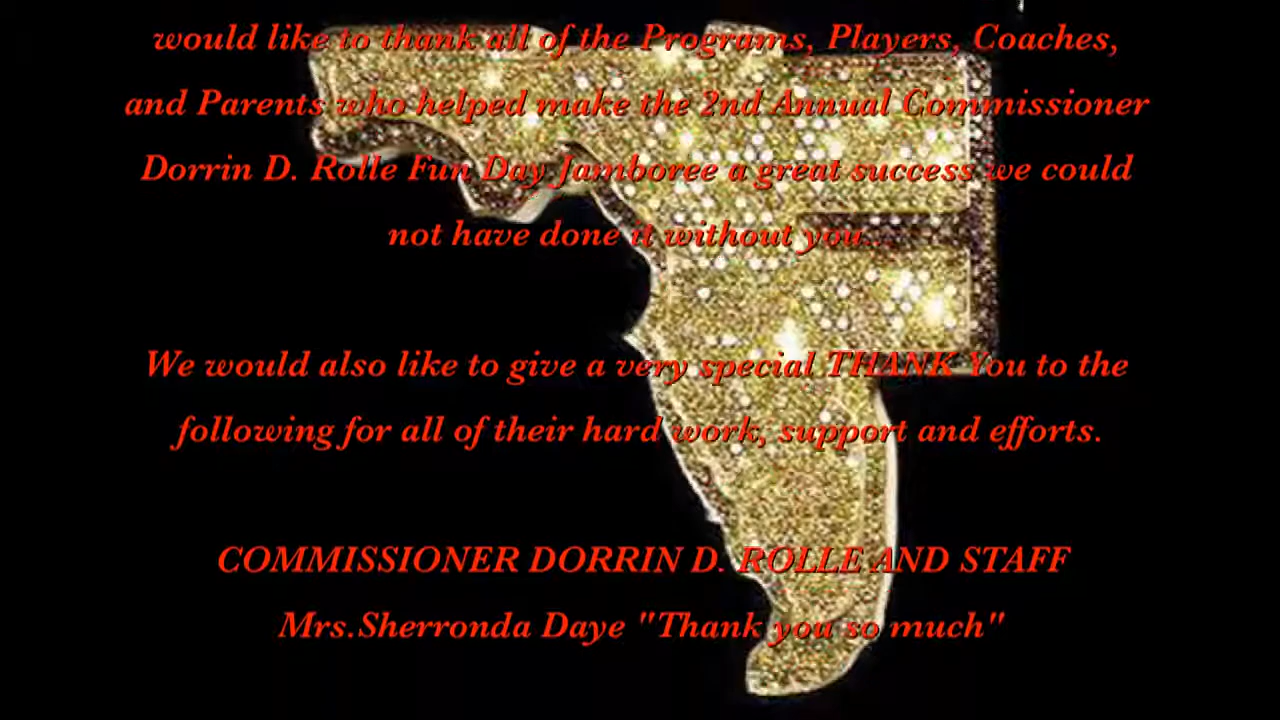 would like to thank all of the Programs, Players, Coaches,
and Parents who helped make the 2nd Annual Commissioner
Dorrin D. Rolle Fun Day Jamboree a great success we could
not have done it without you...
We would also like to give a very special THANK You to the
following for all of their hard work, support and efforts.
COMMISSIONER DORRIN D. ROLLE AND STAFF
Mrs.Sherronda Daye "Thank you so much"